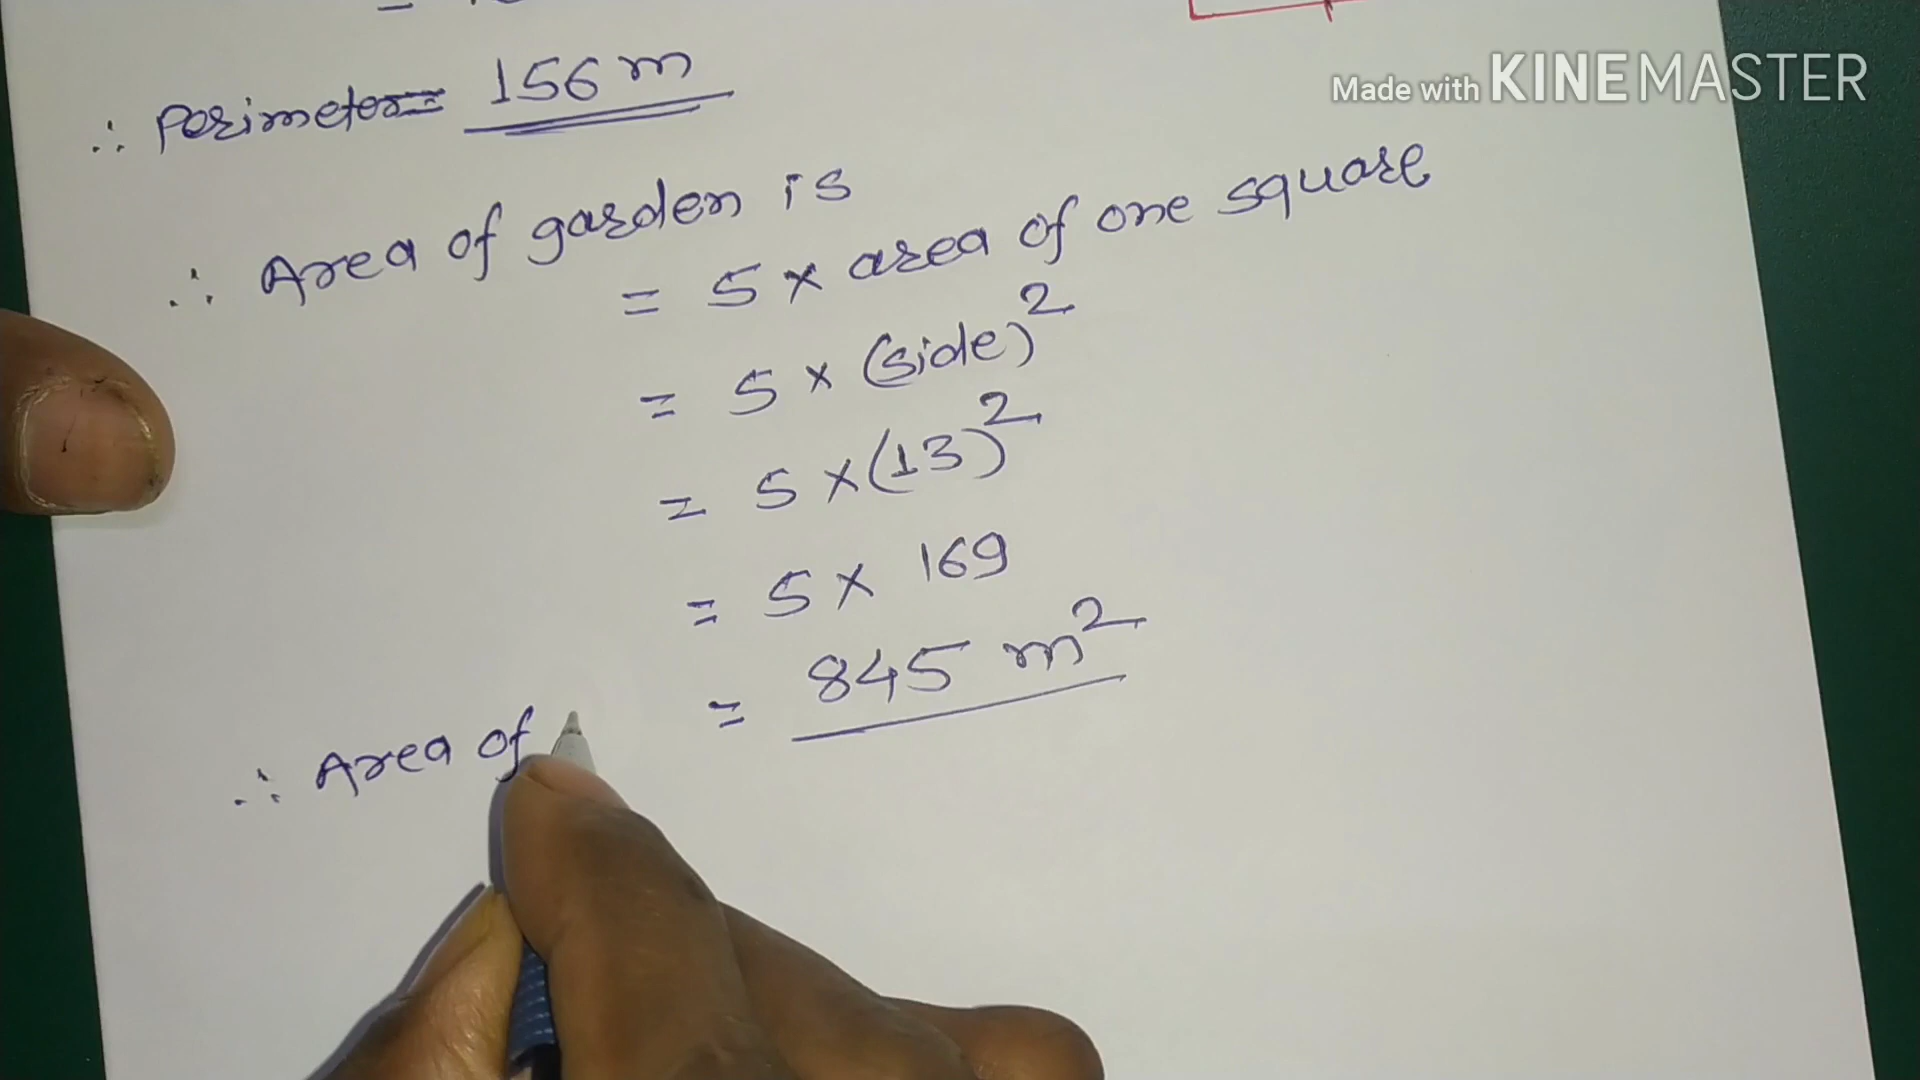 ∴ Perimeter = 156 m
Made with KINEMASTER
∴ Area of garden is
= 5 × area of one square
= 5 × (side)²
= 5 × (13)²
= 5 × 169
= 845 m²
∴ Area of